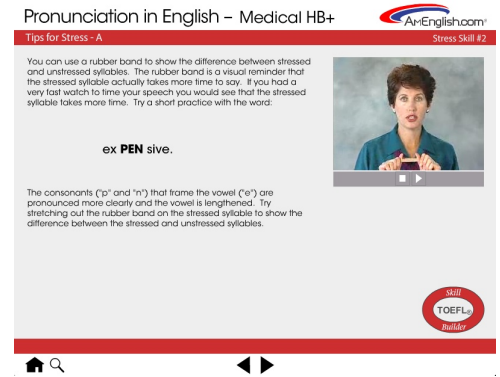 Pronunciation in English – Medical HB+
AMEnglish.com®
Tips for Stress - A
Stress Skill #2
You can use a rubber band to show the difference between stressed
and unstressed syllables. The rubber band is a visual reminder that
the stressed syllable actually takes more time to say. If you had a
very fast watch to time your speech you would see that the stressed
syllable takes more time. Try a short practice with the word:
ex PEN sive.
The consonants ("p" and "n") that frame the vowel ("e") are
pronounced more clearly and the vowel is lengthened. Try
stretching out the rubber band on the stressed syllable to show the
difference between the stressed and unstressed syllables.
Skill
TOEFL®
Builder